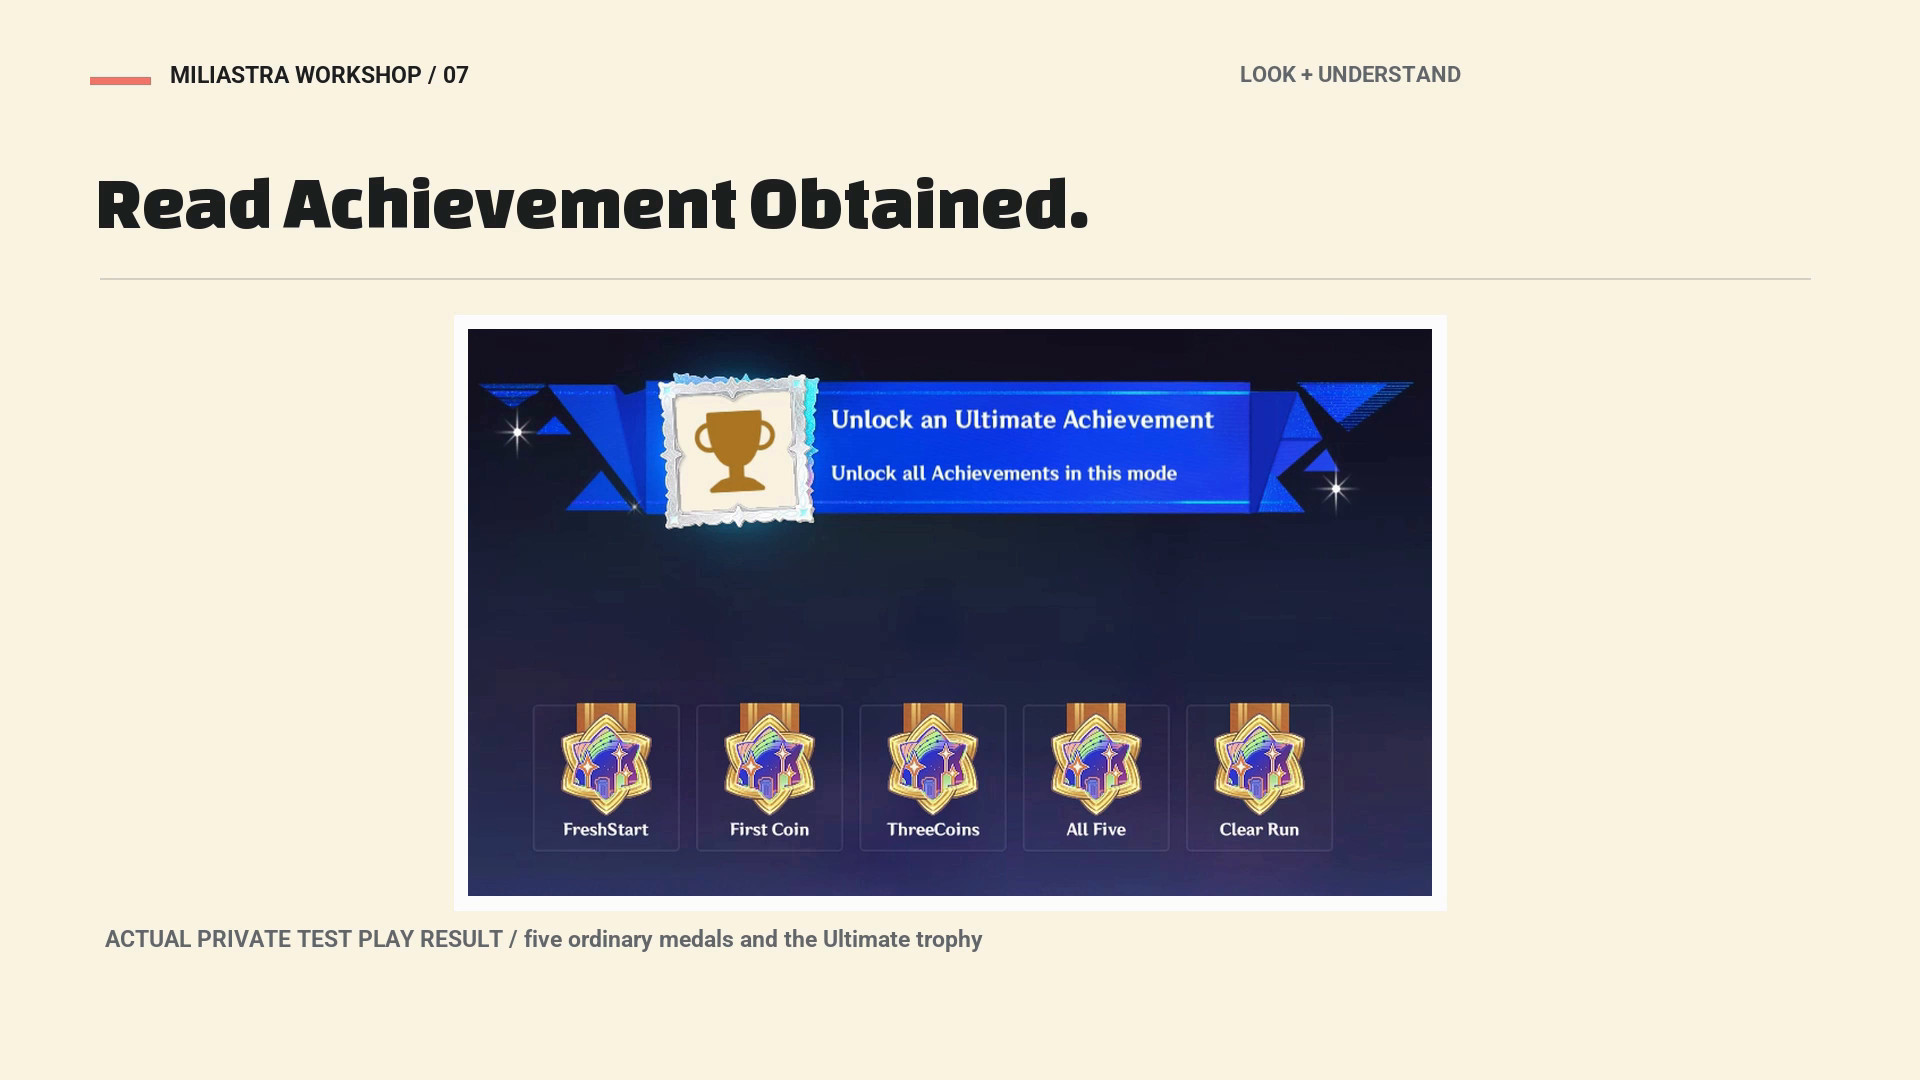 MILIASTRA WORKSHOP / 07
LOOK + UNDERSTAND
Read Achievement Obtained.
Unlock an Ultimate Achievement
Unlock all Achievements in this mode
FreshStart
First Coin
ThreeCoins
All Five
Clear Run
ACTUAL PRIVATE TEST PLAY RESULT / five ordinary medals and the Ultimate trophy